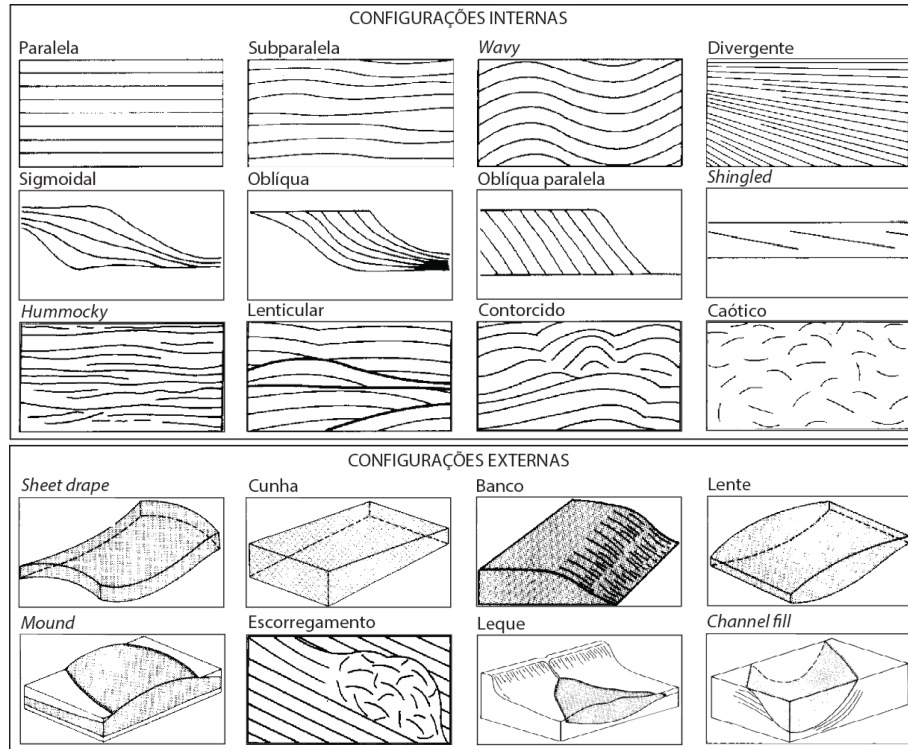 CONFIGURAÇÕES INTERNAS
Paralela Subparalela Wavy Divergente
Sigmoidal Oblíqua Oblíqua paralela Shingled
Hummocky Lenticular Contorcido Caótico
CONFIGURAÇÕES EXTERNAS
Sheet drape Cunha Banco Lente
Mound Escorregamento Leque Channel fill